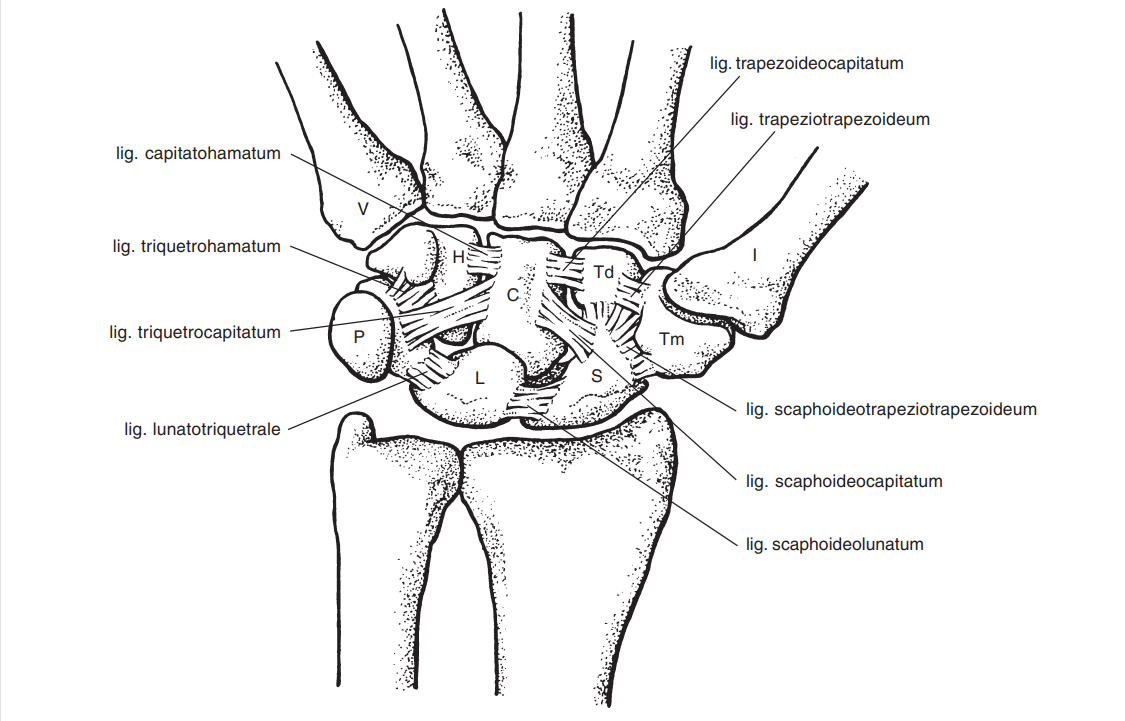 lig. trapezoideocapitatum
lig. trapeziotrapezoideum
lig. capitatohamatum
V
lig. triquetrohamatum
H
Td
I
C
lig. triquetrocapitatum
P
Tm
L
S
lig. scaphoideotrapeziotrapezoideum
lig. lunatotriquetrale
lig. scaphoideocapitatum
lig. scaphoideolunatum